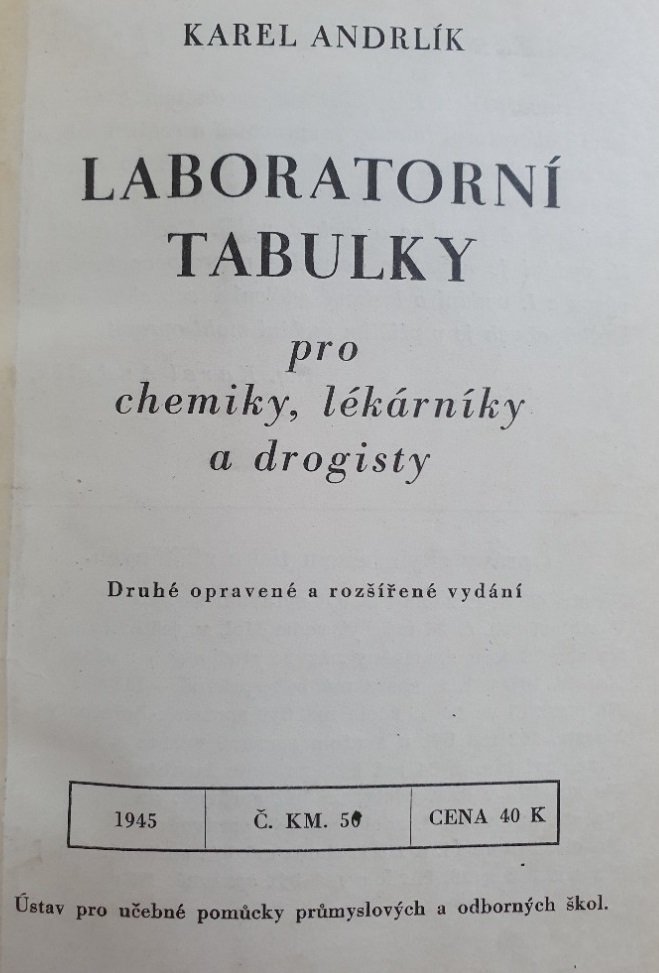 KAREL ANDRLÍK
LABORATORNÍ
TABULKY
pro
chemiky, lékárníky
a drogisty
Druhé opravené a rozšířené vydání
1945 Č. KM. 50 CENA 40 K
Ústav pro učebné pomůcky průmyslových a odborných škol.